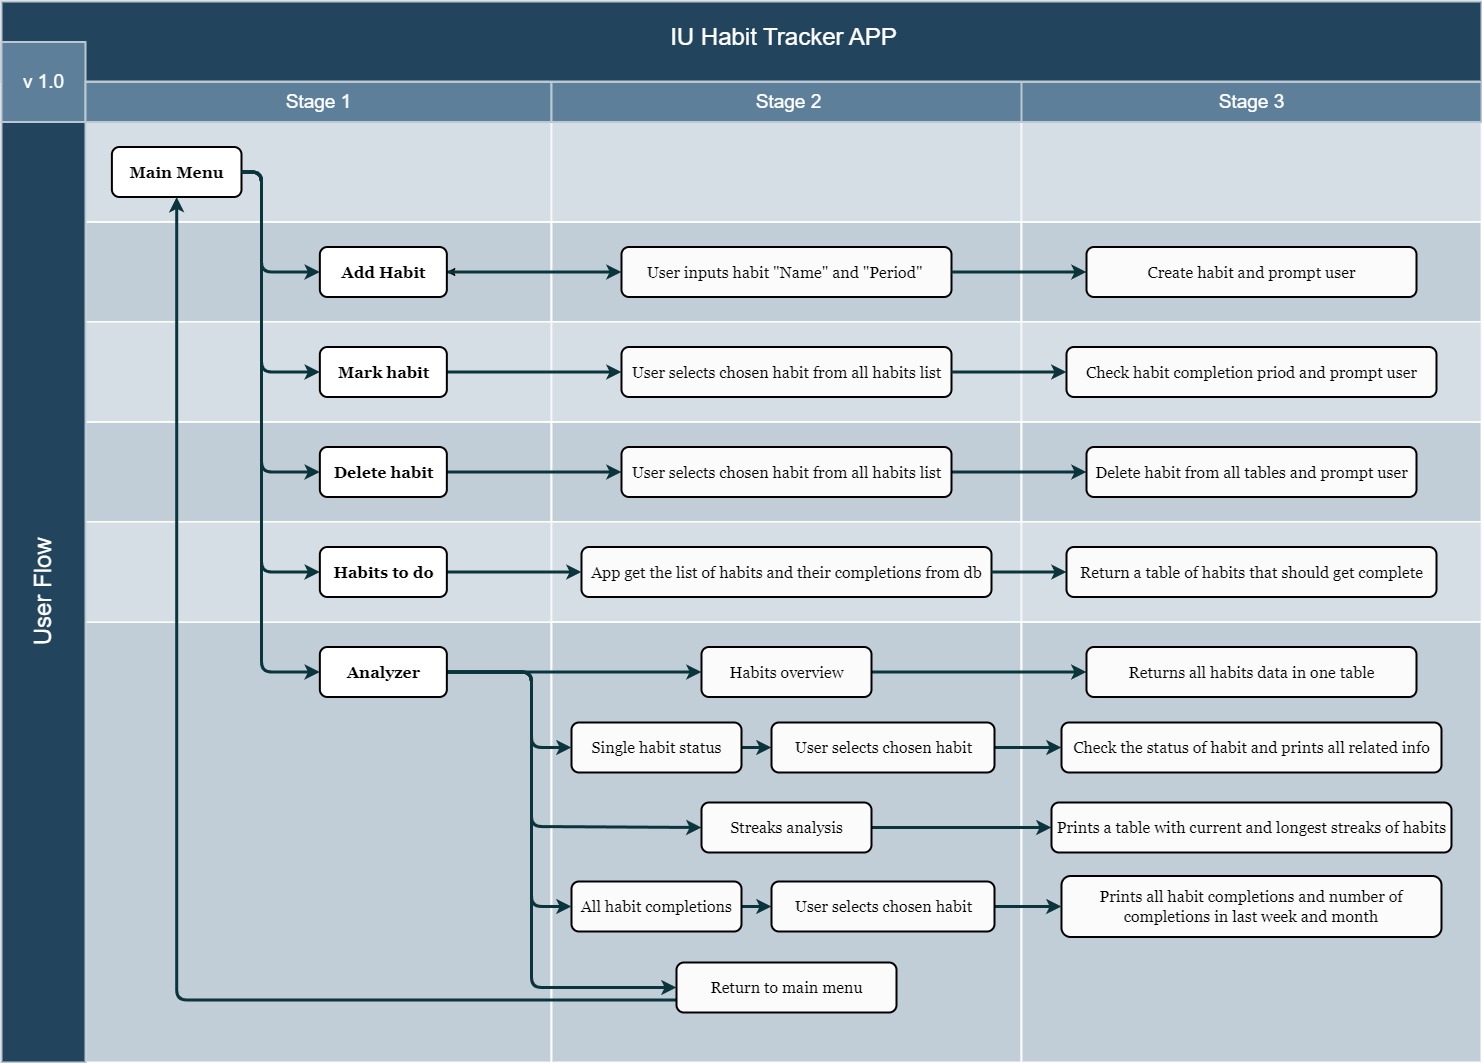 IU Habit Tracker APP
v 1.0
Stage 1
Stage 2
Stage 3
User Flow
Main Menu
Add Habit
User inputs habit "Name" and "Period"
Create habit and prompt user
Mark habit
User selects chosen habit from all habits list
Check habit completion priod and prompt user
Delete habit
User selects chosen habit from all habits list
Delete habit from all tables and prompt user
Habits to do
App get the list of habits and their completions from db
Return a table of habits that should get complete
Analyzer
Habits overview
Returns all habits data in one table
Single habit status
User selects chosen habit
Check the status of habit and prints all related info
Streaks analysis
Prints a table with current and longest streaks of habits
All habit completions
User selects chosen habit
Prints all habit completions and number of
completions in last week and month
Return to main menu